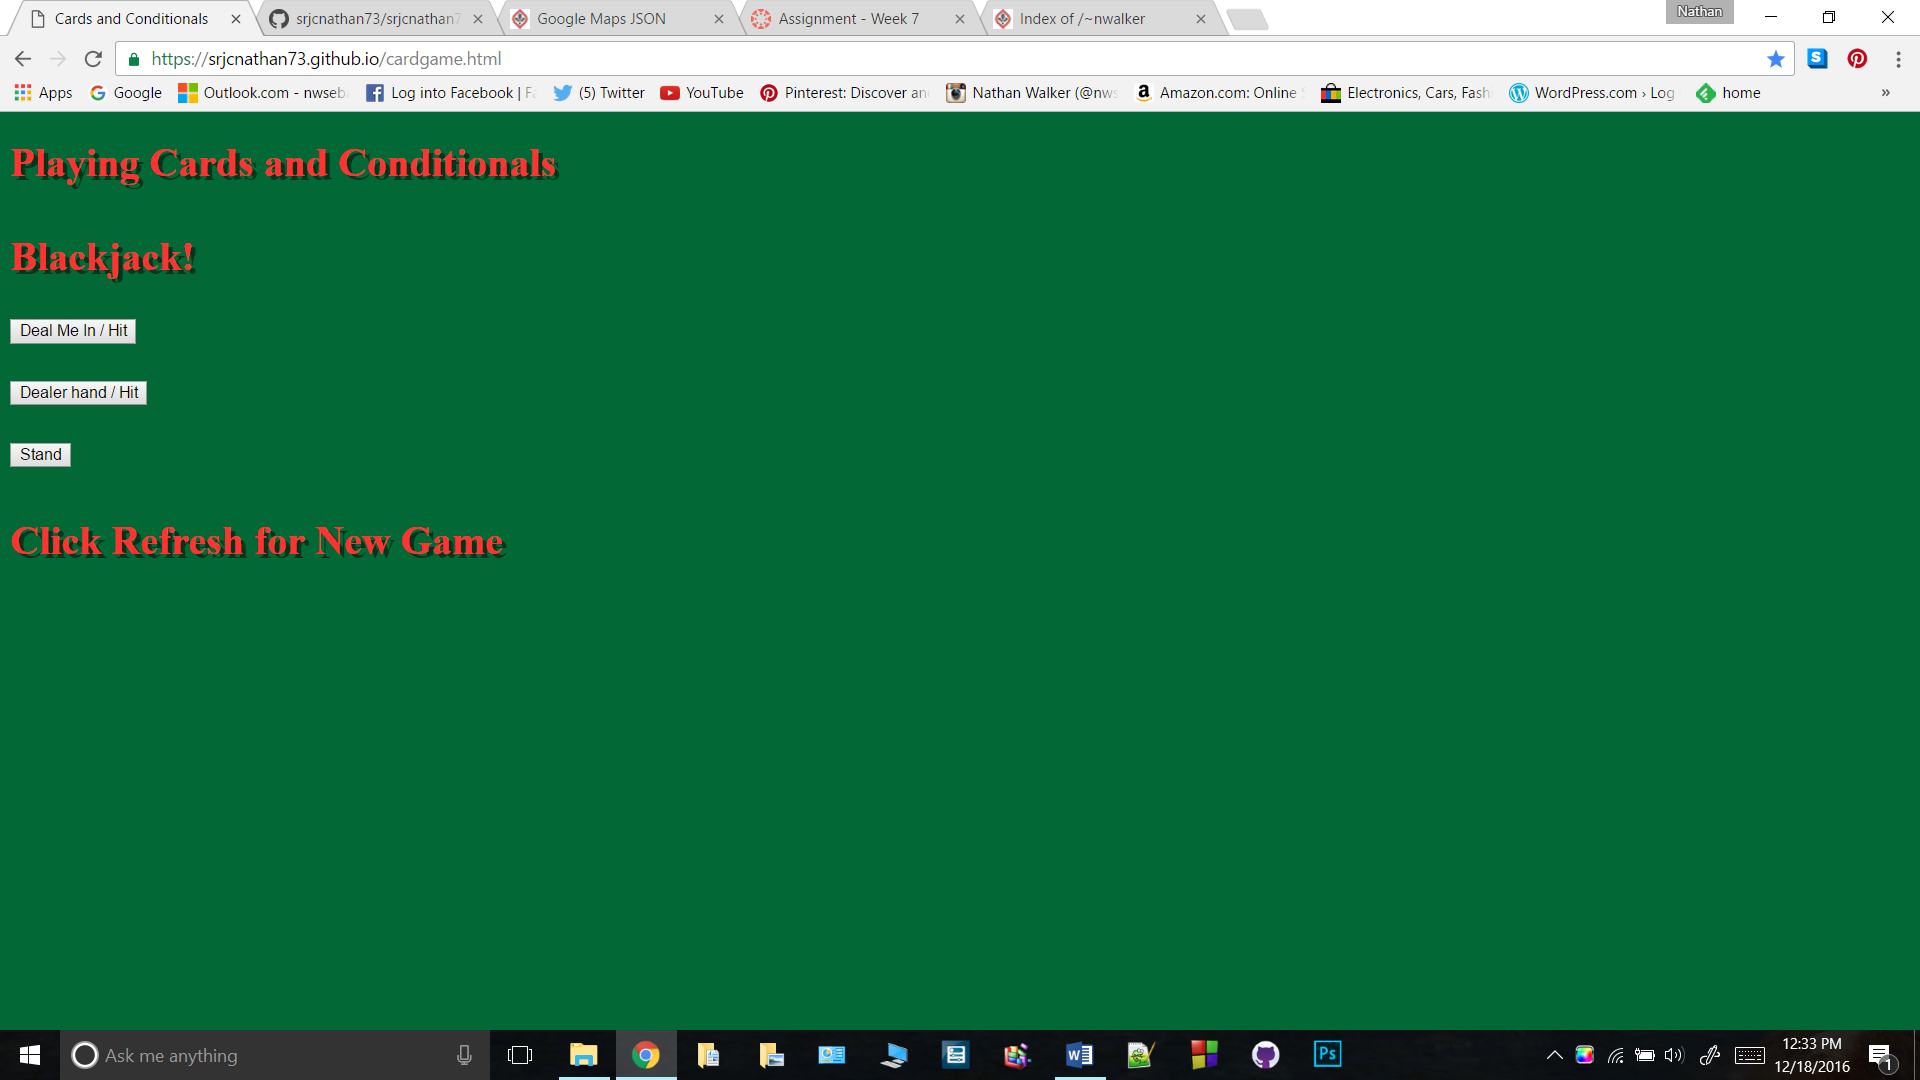 Cards and Conditionals
srjcnathan73/srjcnathan7
Google Maps JSON
Assignment - Week 7
Index of /~nwalker
Nathan
https://srjcnathan73.github.io/cardgame.html
Apps
Google
Outlook.com - nwseb
Log into Facebook | Fa
(5) Twitter
YouTube
Pinterest: Discover an
Nathan Walker (@nws
Amazon.com: Online S
Electronics, Cars, Fash
WordPress.com › Log
home
»
Playing Cards and Conditionals
Blackjack!
Deal Me In / Hit
Dealer hand / Hit
Stand
Click Refresh for New Game
Ask me anything
Ps
12:33 PM
12/18/2016
1